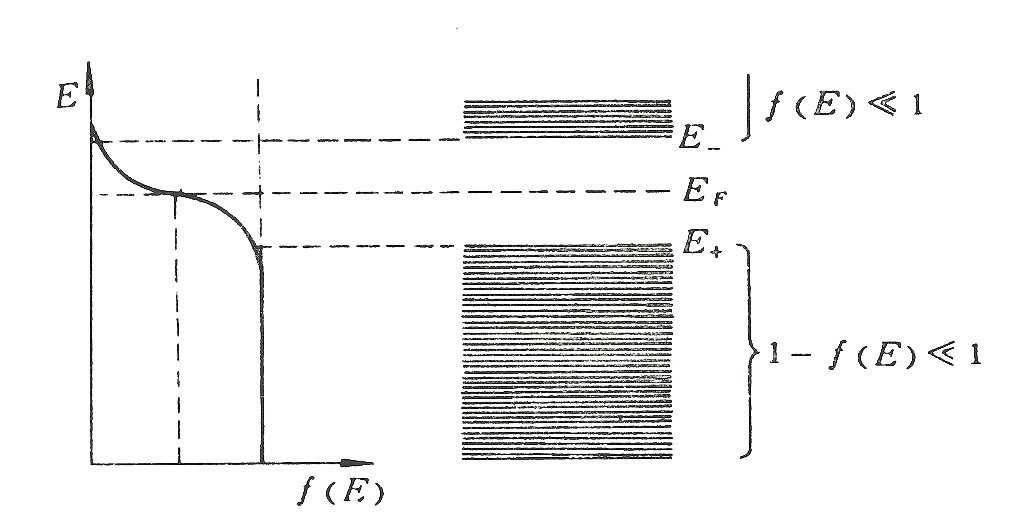 E
f (E) ≪ 1
E₋
E_F
E₊
1 − f (E) ≪ 1
f (E)